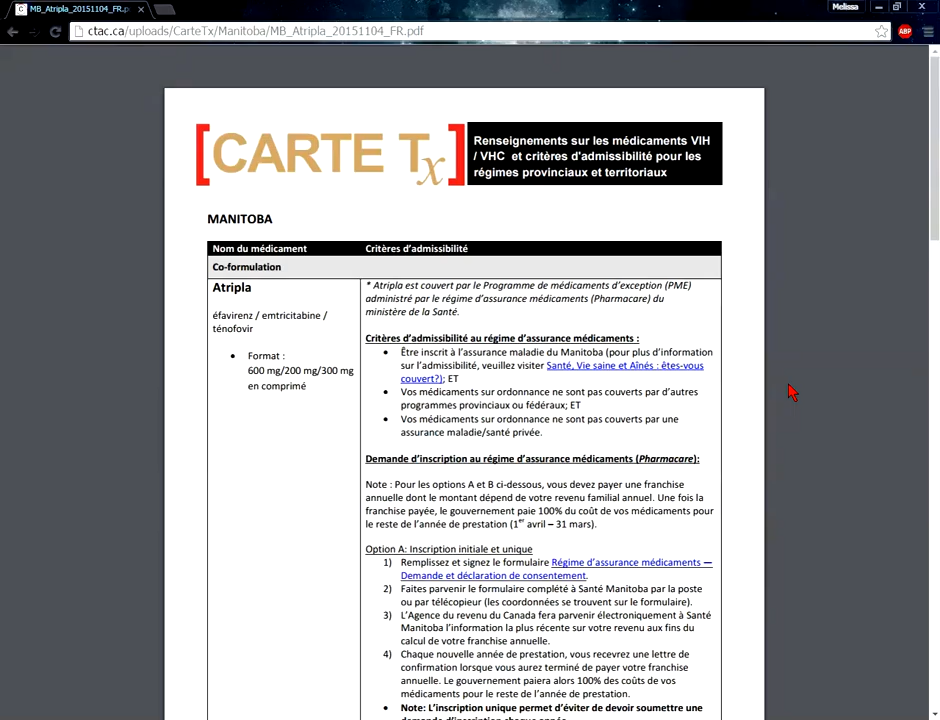 MB_Atripla_20151104_FR.p
Melissa
ctac.ca/uploads/CarteTx/Manitoba/MB_Atripla_20151104_FR.pdf
ABP
[CARTE Tx]
Renseignements sur les médicaments VIH
/ VHC et critères d'admissibilité pour les
régimes provinciaux et territoriaux
MANITOBA
Nom du médicament Critères d'admissibilité
Co-formulation
Atripla
éfavirenz / emtricitabine /
ténofovir
• Format :
600 mg/200 mg/300 mg
en comprimé
* Atripla est couvert par le Programme de médicaments d'exception (PME)
administré par le régime d'assurance médicaments (Pharmacare) du
ministère de la Santé.
Critères d'admissibilité au régime d'assurance médicaments :
• Être inscrit à l'assurance maladie du Manitoba (pour plus d'information
sur l'admissibilité, veuillez visiter Santé, Vie saine et Aînés : êtes-vous
couvert?); ET
• Vos médicaments sur ordonnance ne sont pas couverts par d'autres
programmes provinciaux ou fédéraux; ET
• Vos médicaments sur ordonnance ne sont pas couverts par une
assurance maladie/santé privée.
Demande d'inscription au régime d'assurance médicaments (Pharmacare):
Note : Pour les options A et B ci-dessous, vous devez payer une franchise
annuelle dont le montant dépend de votre revenu familial annuel. Une fois la
franchise payée, le gouvernement paie 100% du coût de vos médicaments pour
le reste de l'année de prestation (1er avril – 31 mars).
Option A: Inscription initiale et unique
1) Remplissez et signez le formulaire Régime d'assurance médicaments —
Demande et déclaration de consentement.
2) Faites parvenir le formulaire complété à Santé Manitoba par la poste
ou par télécopieur (les coordonnées se trouvent sur le formulaire).
3) L'Agence du revenu du Canada fera parvenir électroniquement à Santé
Manitoba l'information la plus récente sur votre revenu aux fins du
calcul de votre franchise annuelle.
4) Chaque nouvelle année de prestation, vous recevrez une lettre de
confirmation lorsque vous aurez terminé de payer votre franchise
annuelle. Le gouvernement paiera alors 100% des coûts de vos
médicaments pour le reste de l'année de prestation.
• Note: L'inscription unique permet d'éviter de devoir soumettre une